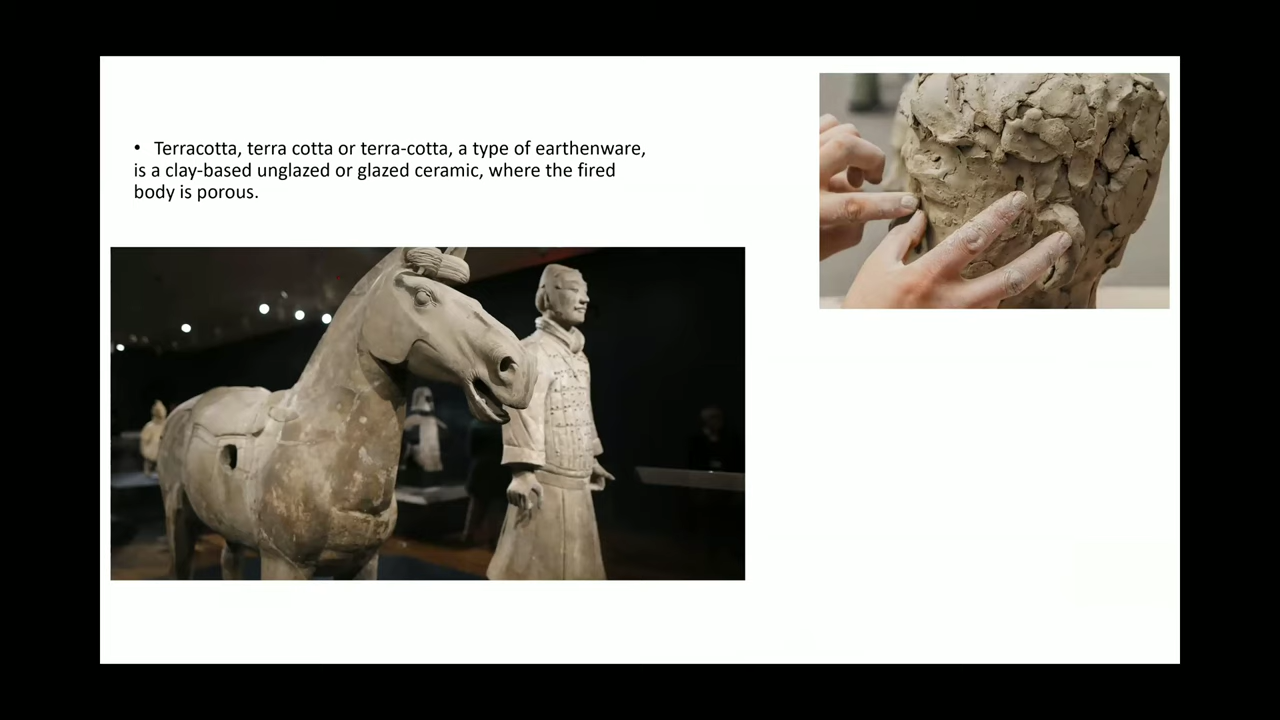 • Terracotta, terra cotta or terra-cotta, a type of earthenware,
is a clay-based unglazed or glazed ceramic, where the fired
body is porous.